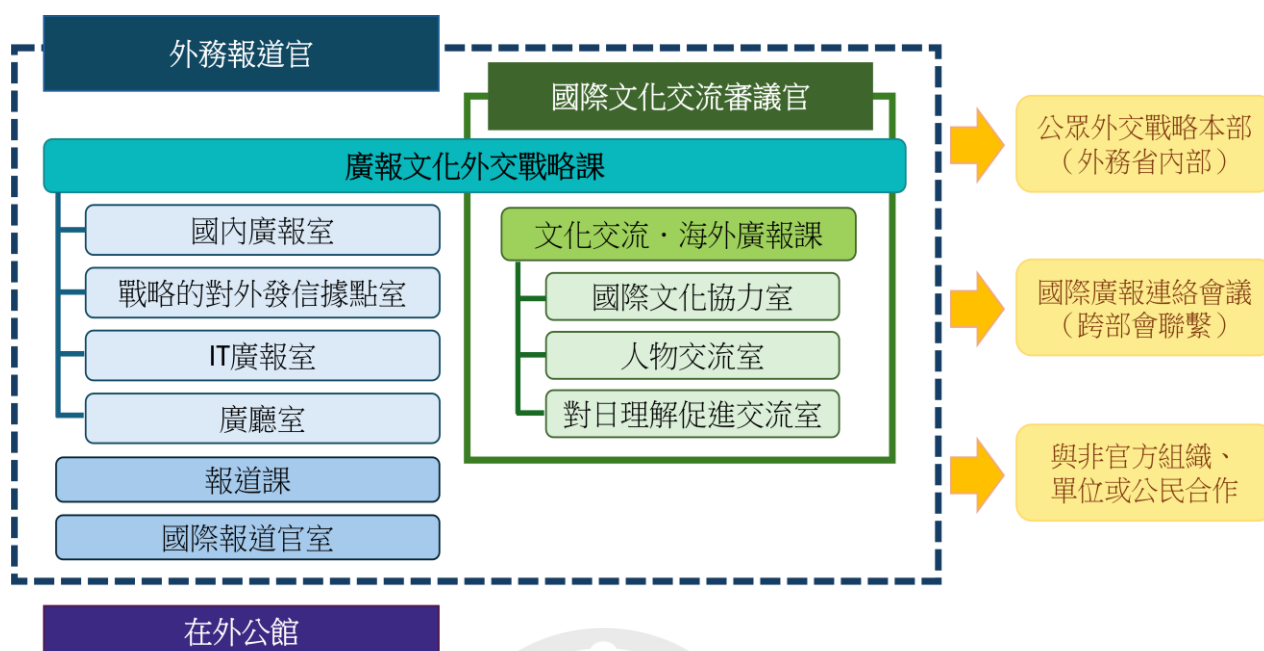 外務報道官
國際文化交流審議官
廣報文化外交戰略課
國內廣報室
戰略的對外發信據點室
IT廣報室
廣廳室
報道課
國際報道官室
文化交流．海外廣報課
國際文化協力室
人物交流室
對日理解促進交流室
公眾外交戰略本部
（外務省內部）
國際廣報連絡會議
（跨部會聯繫）
與非官方組織、
單位或公民合作
在外公館